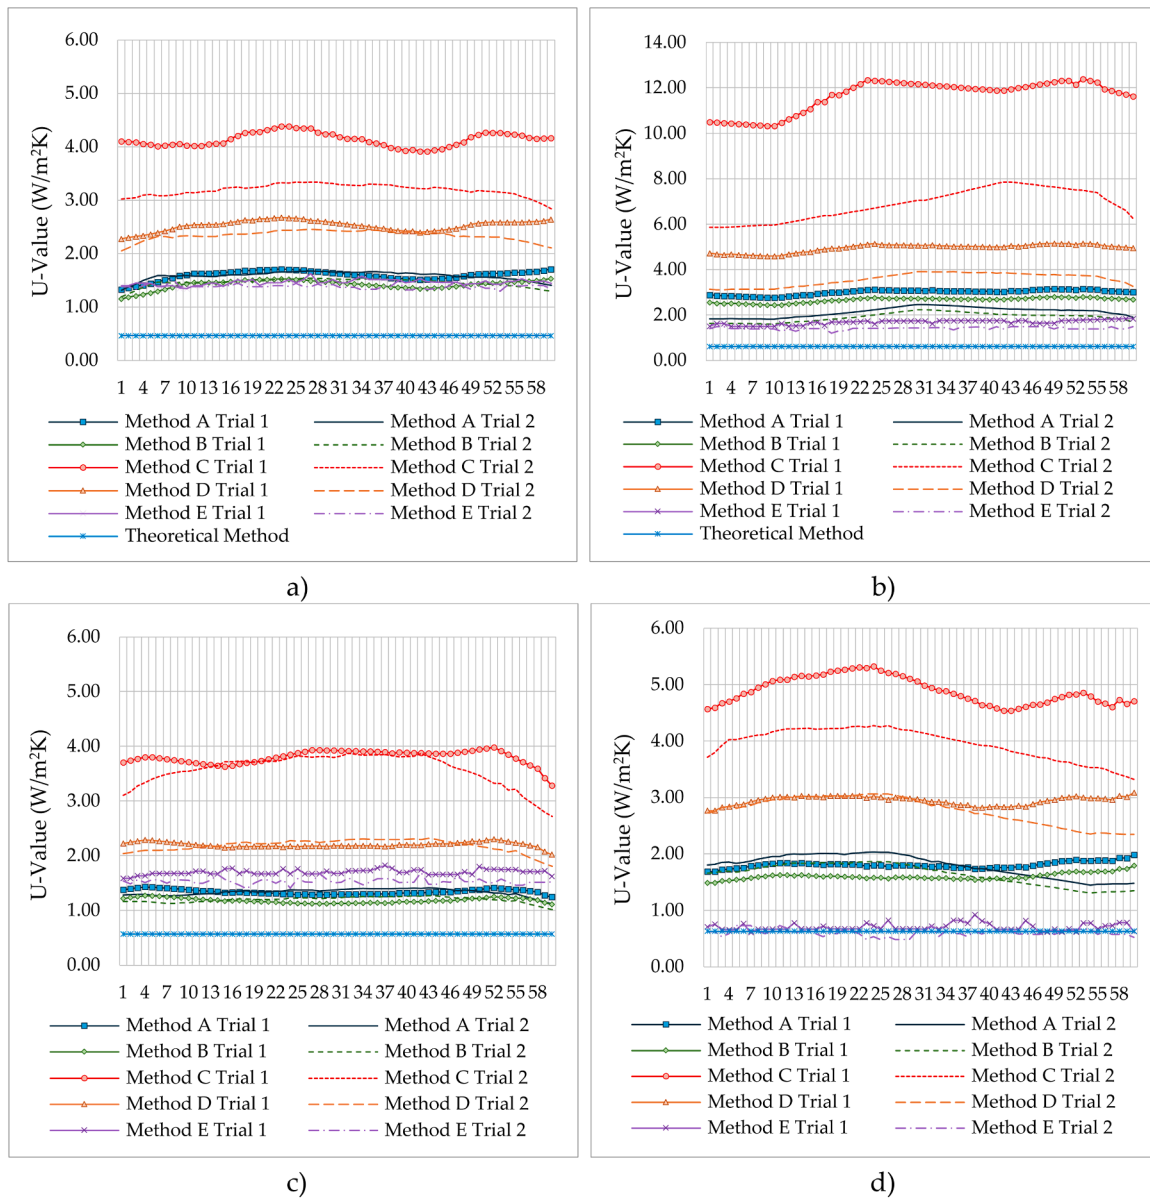 6.00
5.00
4.00
3.00
2.00
1.00
0.00
U-Value (W/m²K)
1 4 7 10 13 16 19 22 25 28 31 34 37 40 43 46 49 52 55 58
Method A Trial 1 Method A Trial 2
Method B Trial 1 Method B Trial 2
Method C Trial 1 Method C Trial 2
Method D Trial 1 Method D Trial 2
Method E Trial 1 Method E Trial 2
Theoretical Method
a)
14.00
12.00
10.00
8.00
6.00
4.00
2.00
0.00
U-Value (W/m²K)
1 4 7 10 13 16 19 22 25 28 31 34 37 40 43 46 49 52 55 58
Method A Trial 1 Method A Trial 2
Method B Trial 1 Method B Trial 2
Method C Trial 1 Method C Trial 2
Method D Trial 1 Method D Trial 2
Method E Trial 1 Method E Trial 2
Theoretical Method
b)
6.00
5.00
4.00
3.00
2.00
1.00
0.00
U-Value (W/m²K)
1 4 7 10 13 16 19 22 25 28 31 34 37 40 43 46 49 52 55 58
Method A Trial 1 Method A Trial 2
Method B Trial 1 Method B Trial 2
Method C Trial 1 Method C Trial 2
Method D Trial 1 Method D Trial 2
Method E Trial 1 Method E Trial 2
c)
6.00
5.00
4.00
3.00
2.00
1.00
0.00
U-Value (W/m²K)
1 4 7 10 13 16 19 22 25 28 31 34 37 40 43 46 49 52 55 58
Method A Trial 1 Method A Trial 2
Method B Trial 1 Method B Trial 2
Method C Trial 1 Method C Trial 2
Method D Trial 1 Method D Trial 2
Method E Trial 1 Method E Trial 2
d)